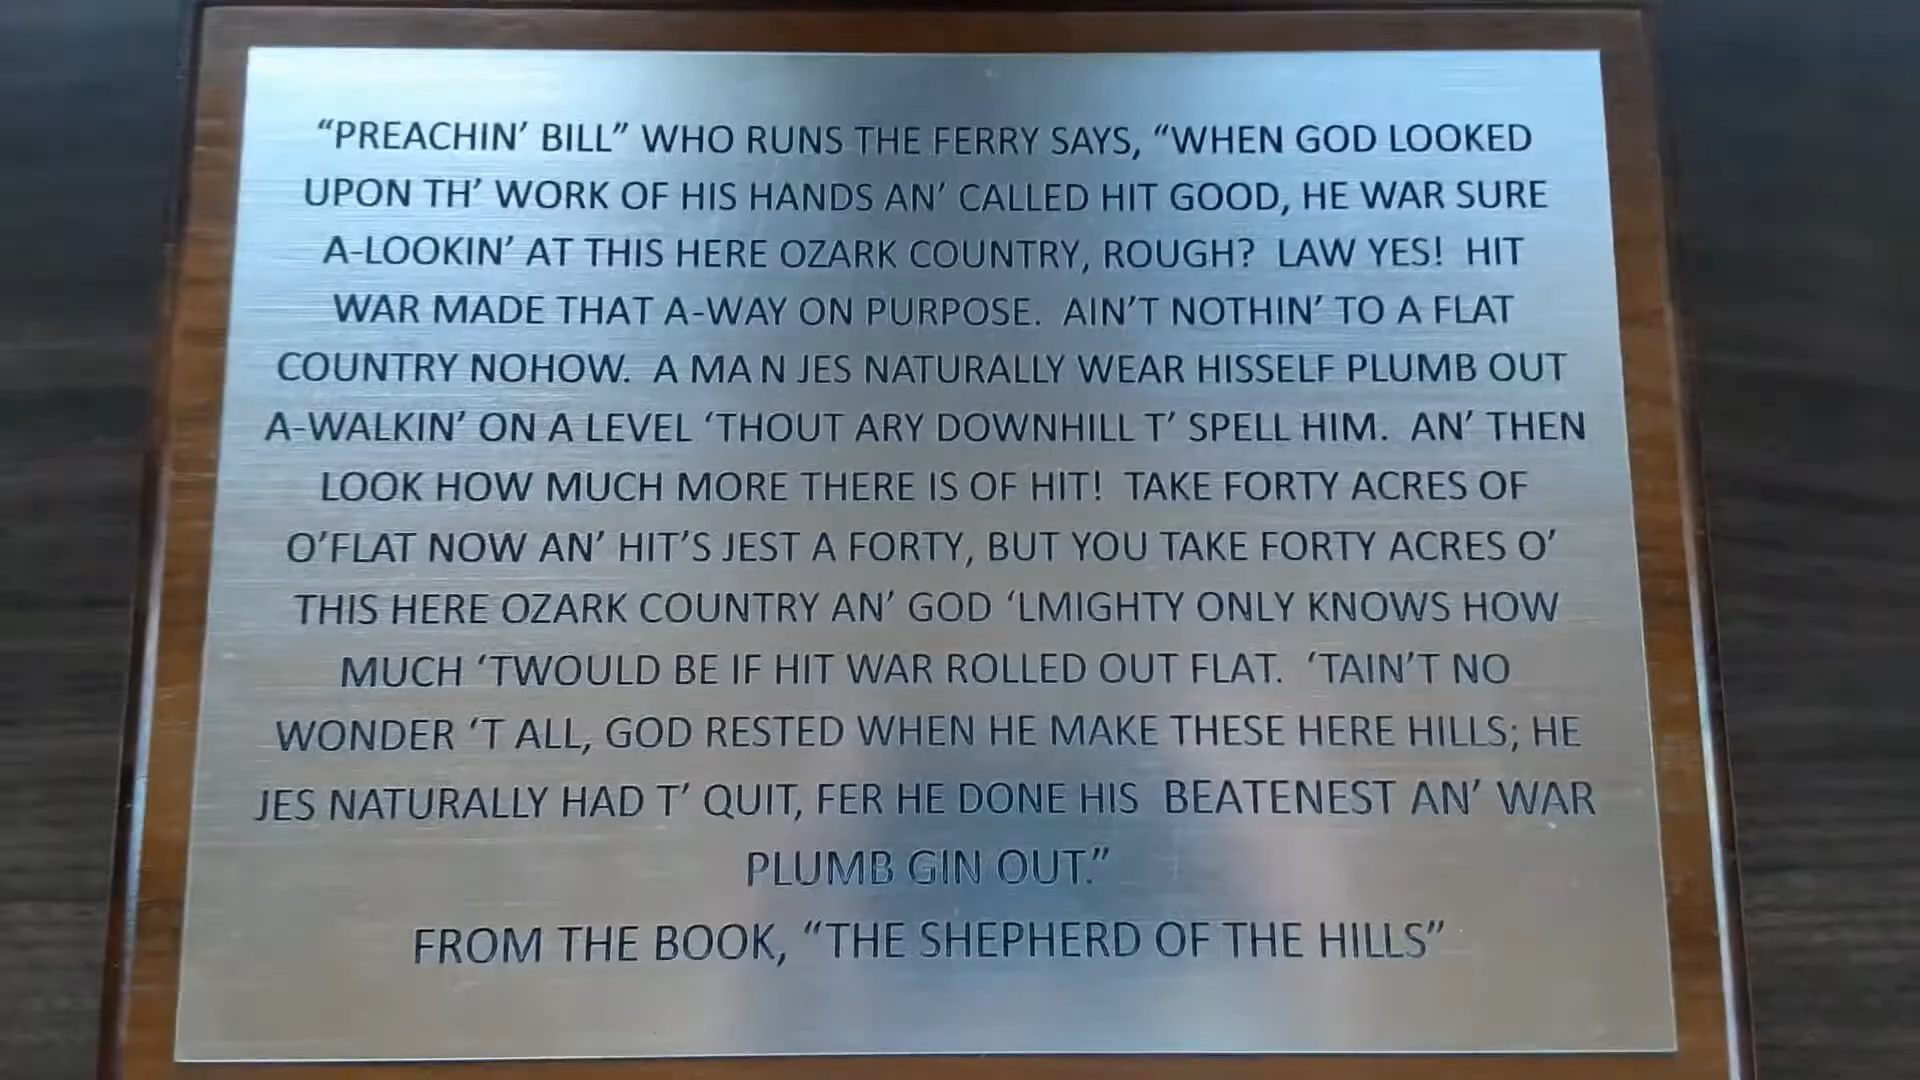 “PREACHIN’ BILL” WHO RUNS THE FERRY SAYS, “WHEN GOD LOOKED
UPON TH’ WORK OF HIS HANDS AN’ CALLED HIT GOOD, HE WAR SURE
A-LOOKIN’ AT THIS HERE OZARK COUNTRY, ROUGH?  LAW YES!  HIT
WAR MADE THAT A-WAY ON PURPOSE.  AIN’T NOTHIN’ TO A FLAT
COUNTRY NOHOW.  A MA N JES NATURALLY WEAR HISSELF PLUMB OUT
A-WALKIN’ ON A LEVEL ‘THOUT ARY DOWNHILL T’ SPELL HIM.  AN’ THEN
LOOK HOW MUCH MORE THERE IS OF HIT!  TAKE FORTY ACRES OF
O’FLAT NOW AN’ HIT’S JEST A FORTY, BUT YOU TAKE FORTY ACRES O’
THIS HERE OZARK COUNTRY AN’ GOD ‘LMIGHTY ONLY KNOWS HOW
MUCH ‘TWOULD BE IF HIT WAR ROLLED OUT FLAT.  ‘TAIN’T NO
WONDER ‘T ALL, GOD RESTED WHEN HE MAKE THESE HERE HILLS; HE
JES NATURALLY HAD T’ QUIT, FER HE DONE HIS  BEATENEST AN’ WAR
PLUMB GIN OUT.”
FROM THE BOOK, “THE SHEPHERD OF THE HILLS”